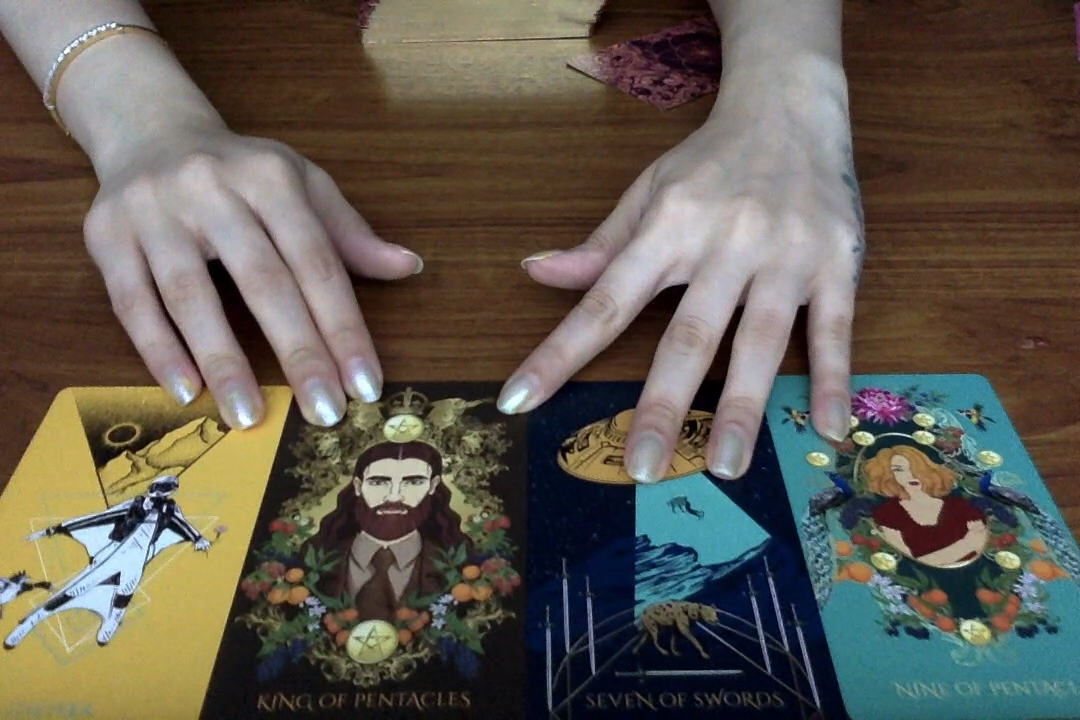 KING OF PENTACLES
SEVEN OF SWORDS
NINE OF PENTACL